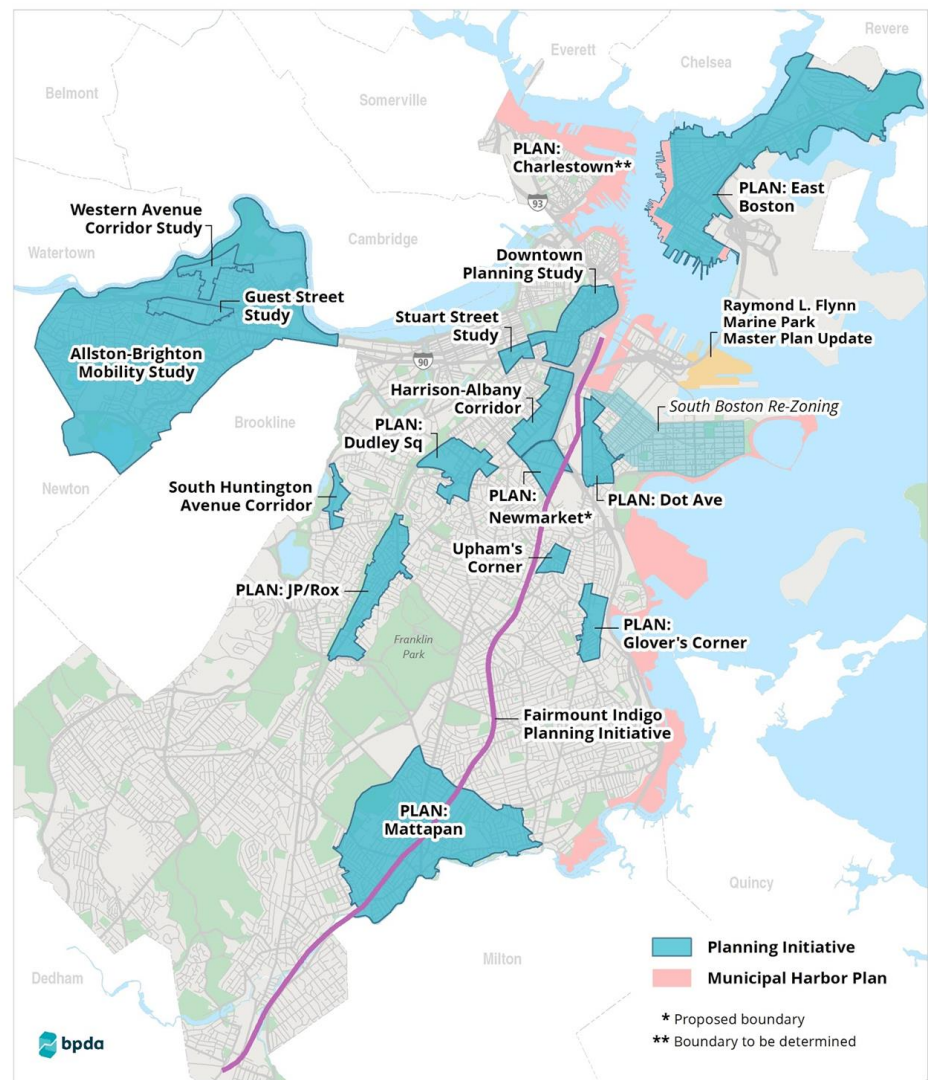 Revere
Everett
Chelsea
Belmont
Somerville
PLAN:
Charlestown**
93
PLAN: East
Boston
Western Avenue
Corridor Study
Watertown
Cambridge
Downtown
Planning Study
Guest Street
Study
Stuart Street
Study
Raymond L. Flynn
Marine Park
Master Plan Update
Allston-Brighton
Mobility Study
90
Harrison-Albany
Corridor
South Boston Re-Zoning
Brookline
PLAN:
Dudley Sq
Newton
South Huntington
Avenue Corridor
PLAN:
Newmarket*
PLAN: Dot Ave
Upham's
Corner
PLAN: JP/Rox
Franklin
Park
PLAN:
Glover's Corner
Fairmount Indigo
Planning Initiative
PLAN:
Mattapan
Quincy
Milton
Dedham
Planning Initiative
Municipal Harbor Plan
* Proposed boundary
** Boundary to be determined
bpda